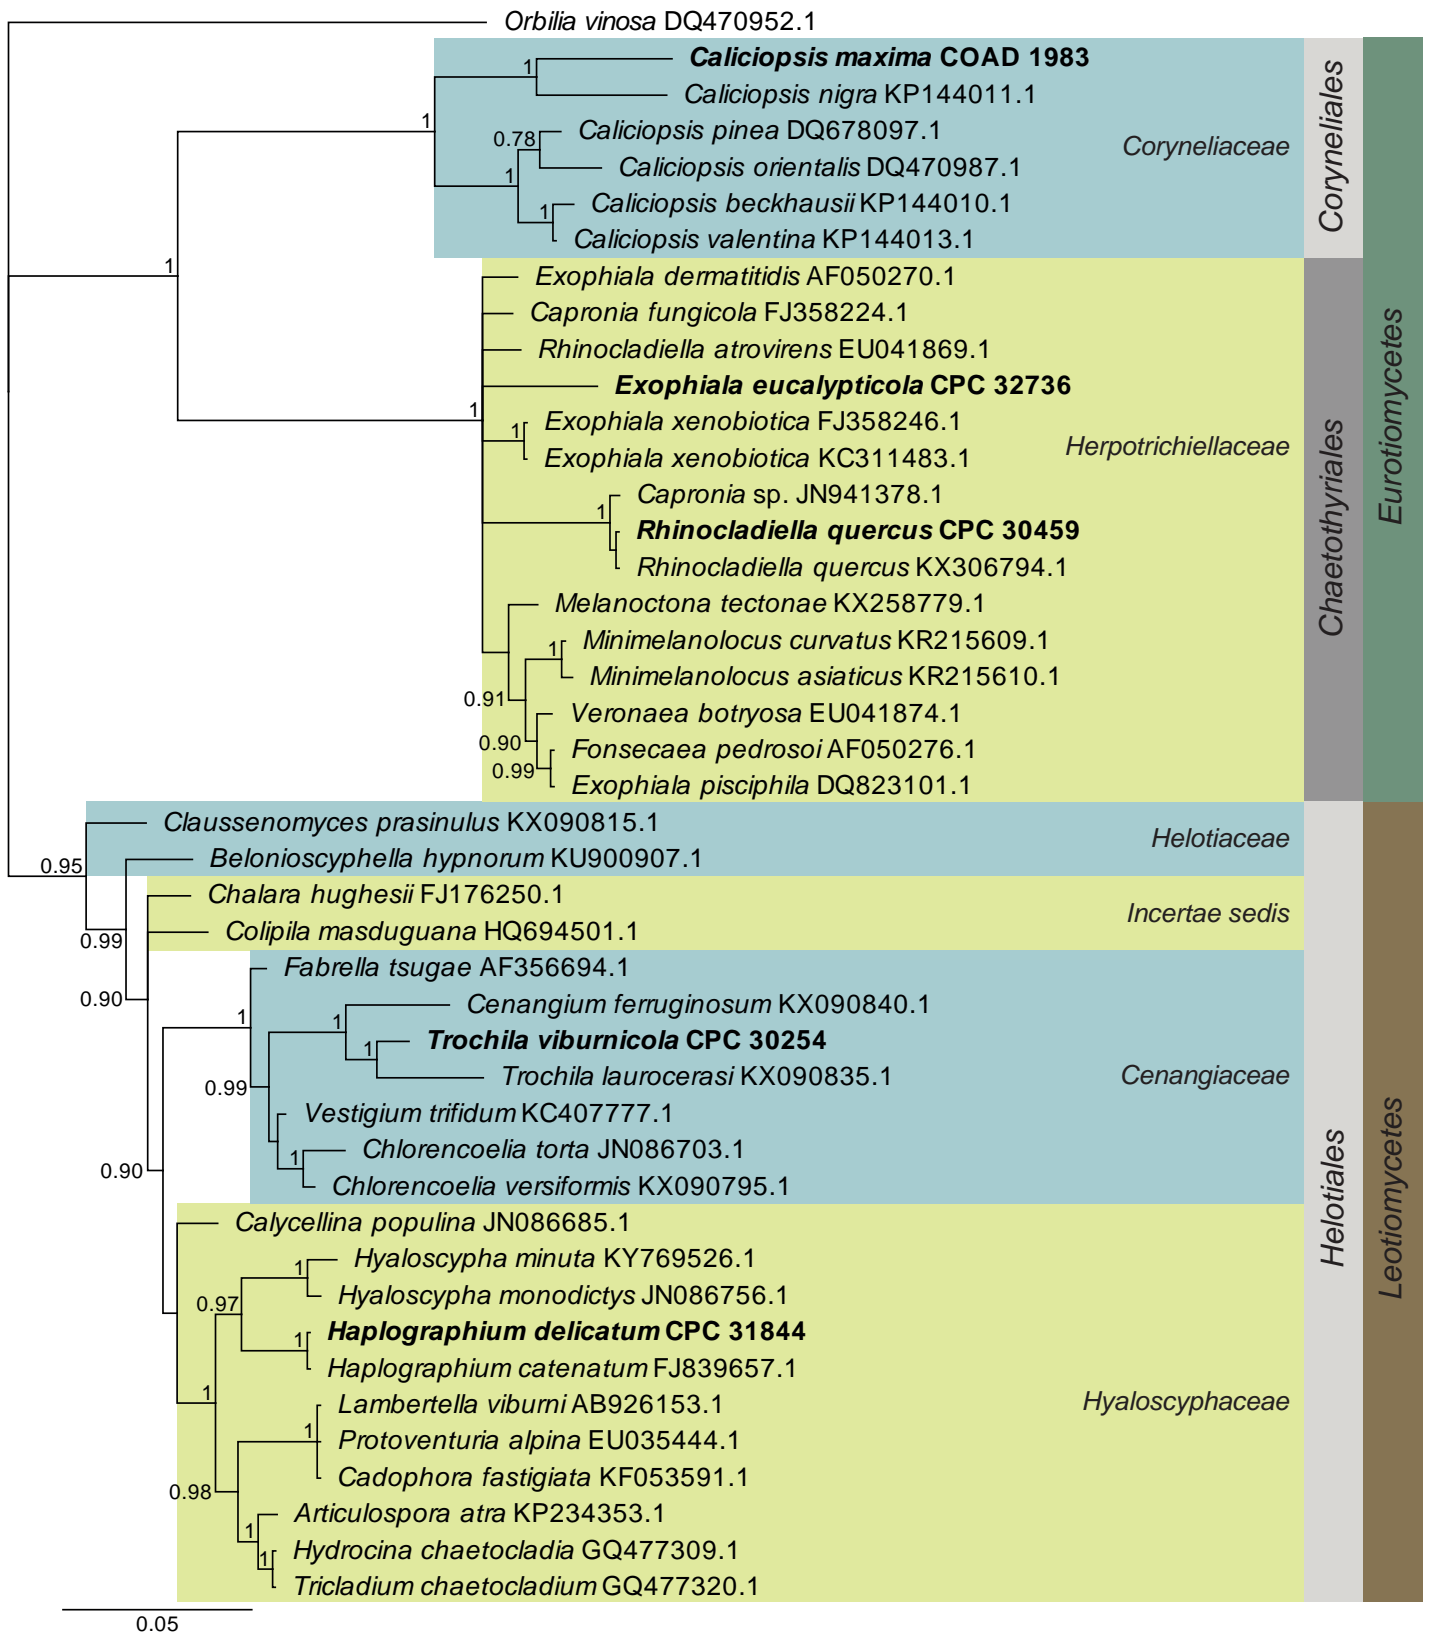 Orbilia vinosa DQ470952.1
1
Caliciopsis maxima COAD 1983
Caliciopsis nigra KP144011.1
1
0.78
Caliciopsis pinea DQ678097.1
Coryneliaceae
Caliciopsis orientalis DQ470987.1
1
Caliciopsis beckhausii KP144010.1
1
Caliciopsis valentina KP144013.1
Coryneliales
1
Exophiala dermatitidis AF050270.1
Capronia fungicola FJ358224.1
Rhinocladiella atrovirens EU041869.1
Exophiala eucalypticola CPC 32736
1
Exophiala xenobiotica FJ358246.1
1
Herpotrichiellaceae
Exophiala xenobiotica KC311483.1
Capronia sp. JN941378.1
1
Rhinocladiella quercus CPC 30459
Rhinocladiella quercus KX306794.1
Chaetothyriales
Eurotiomycetes
Melanoctona tectonae KX258779.1
Minimelanolocus curvatus KR215609.1
1
Minimelanolocus asiaticus KR215610.1
0.91
Veronaea botryosa EU041874.1
0.90
Fonsecaea pedrosoi AF050276.1
0.99
Exophiala pisciphila DQ823101.1
Claussenomyces prasinulus KX090815.1
Helotiaceae
0.95
Belonioscyphella hypnorum KU900907.1
Chalara hughesii FJ176250.1
Incertae sedis
Colipila masduguana HQ694501.1
0.99
Fabrella tsugae AF356694.1
0.90
Cenangium ferruginosum KX090840.1
1
1
Trochila viburnicola CPC 30254
1
Trochila laurocerasi KX090835.1
Cenangiaceae
0.99
Vestigium trifidum KC407777.1
Chlorencoelia torta JN086703.1
1
0.90
Chlorencoelia versiformis KX090795.1
Helotiales
Leotiomycetes
Calycellina populina JN086685.1
Hyaloscypha minuta KY769526.1
1
Hyaloscypha monodictys JN086756.1
0.97
Haplographium delicatum CPC 31844
1
Haplographium catenatum FJ839657.1
1
Lambertella viburni AB926153.1
Hyaloscyphaceae
1
Protoventuria alpina EU035444.1
Cadophora fastigiata KF053591.1
0.98
Articulospora atra KP234353.1
1
Hydrocina chaetocladia GQ477309.1
1
Tricladium chaetocladium GQ477320.1
0.05